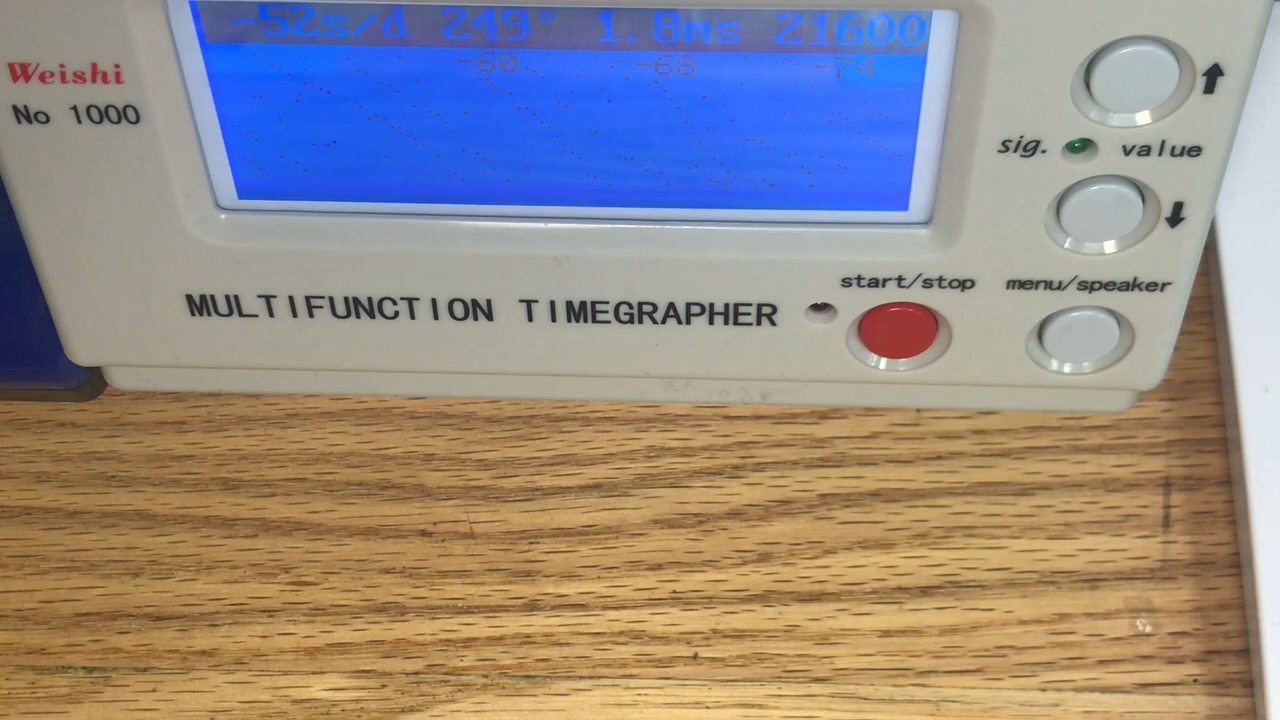 -52s/d 249° 1.8ms 21600
-60 -68 -74
Weishi
No 1000
sig. value
start/stop menu/speaker
MULTIFUNCTION TIMEGRAPHER